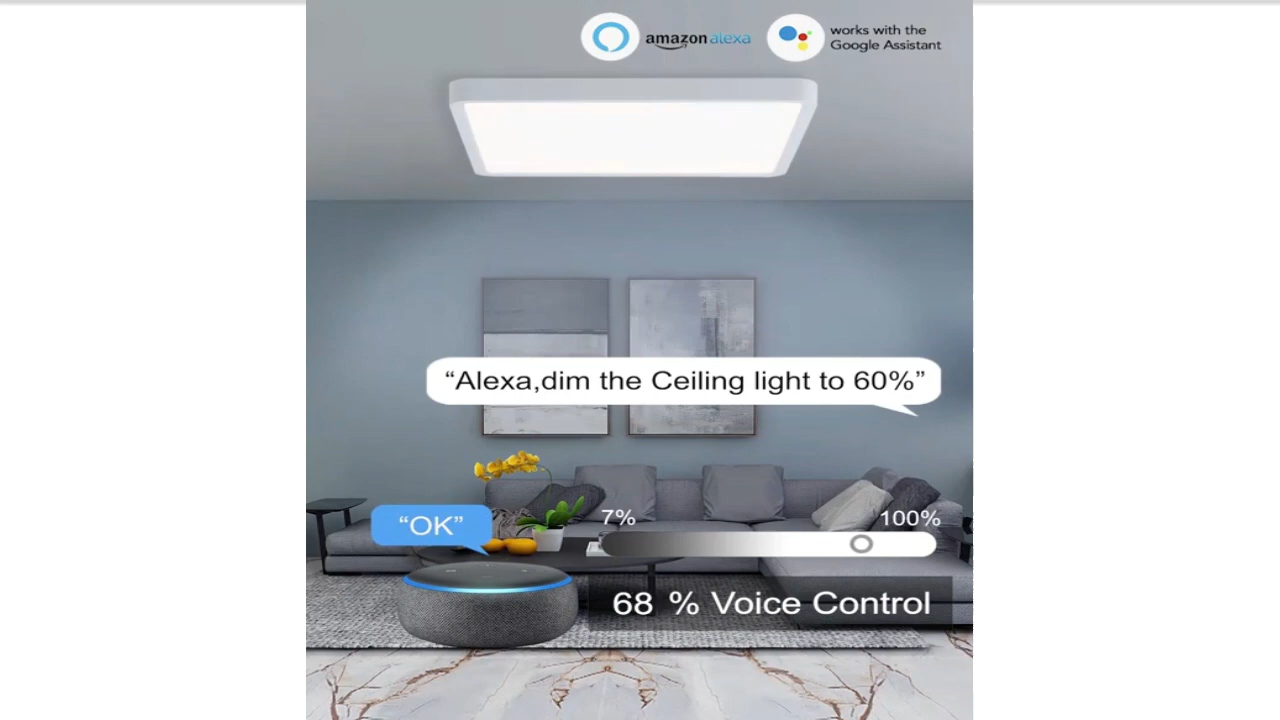 amazon alexa
works with the
Google Assistant
“Alexa,dim the Ceiling light to 60%”
“OK”
7%
100%
68 % Voice Control